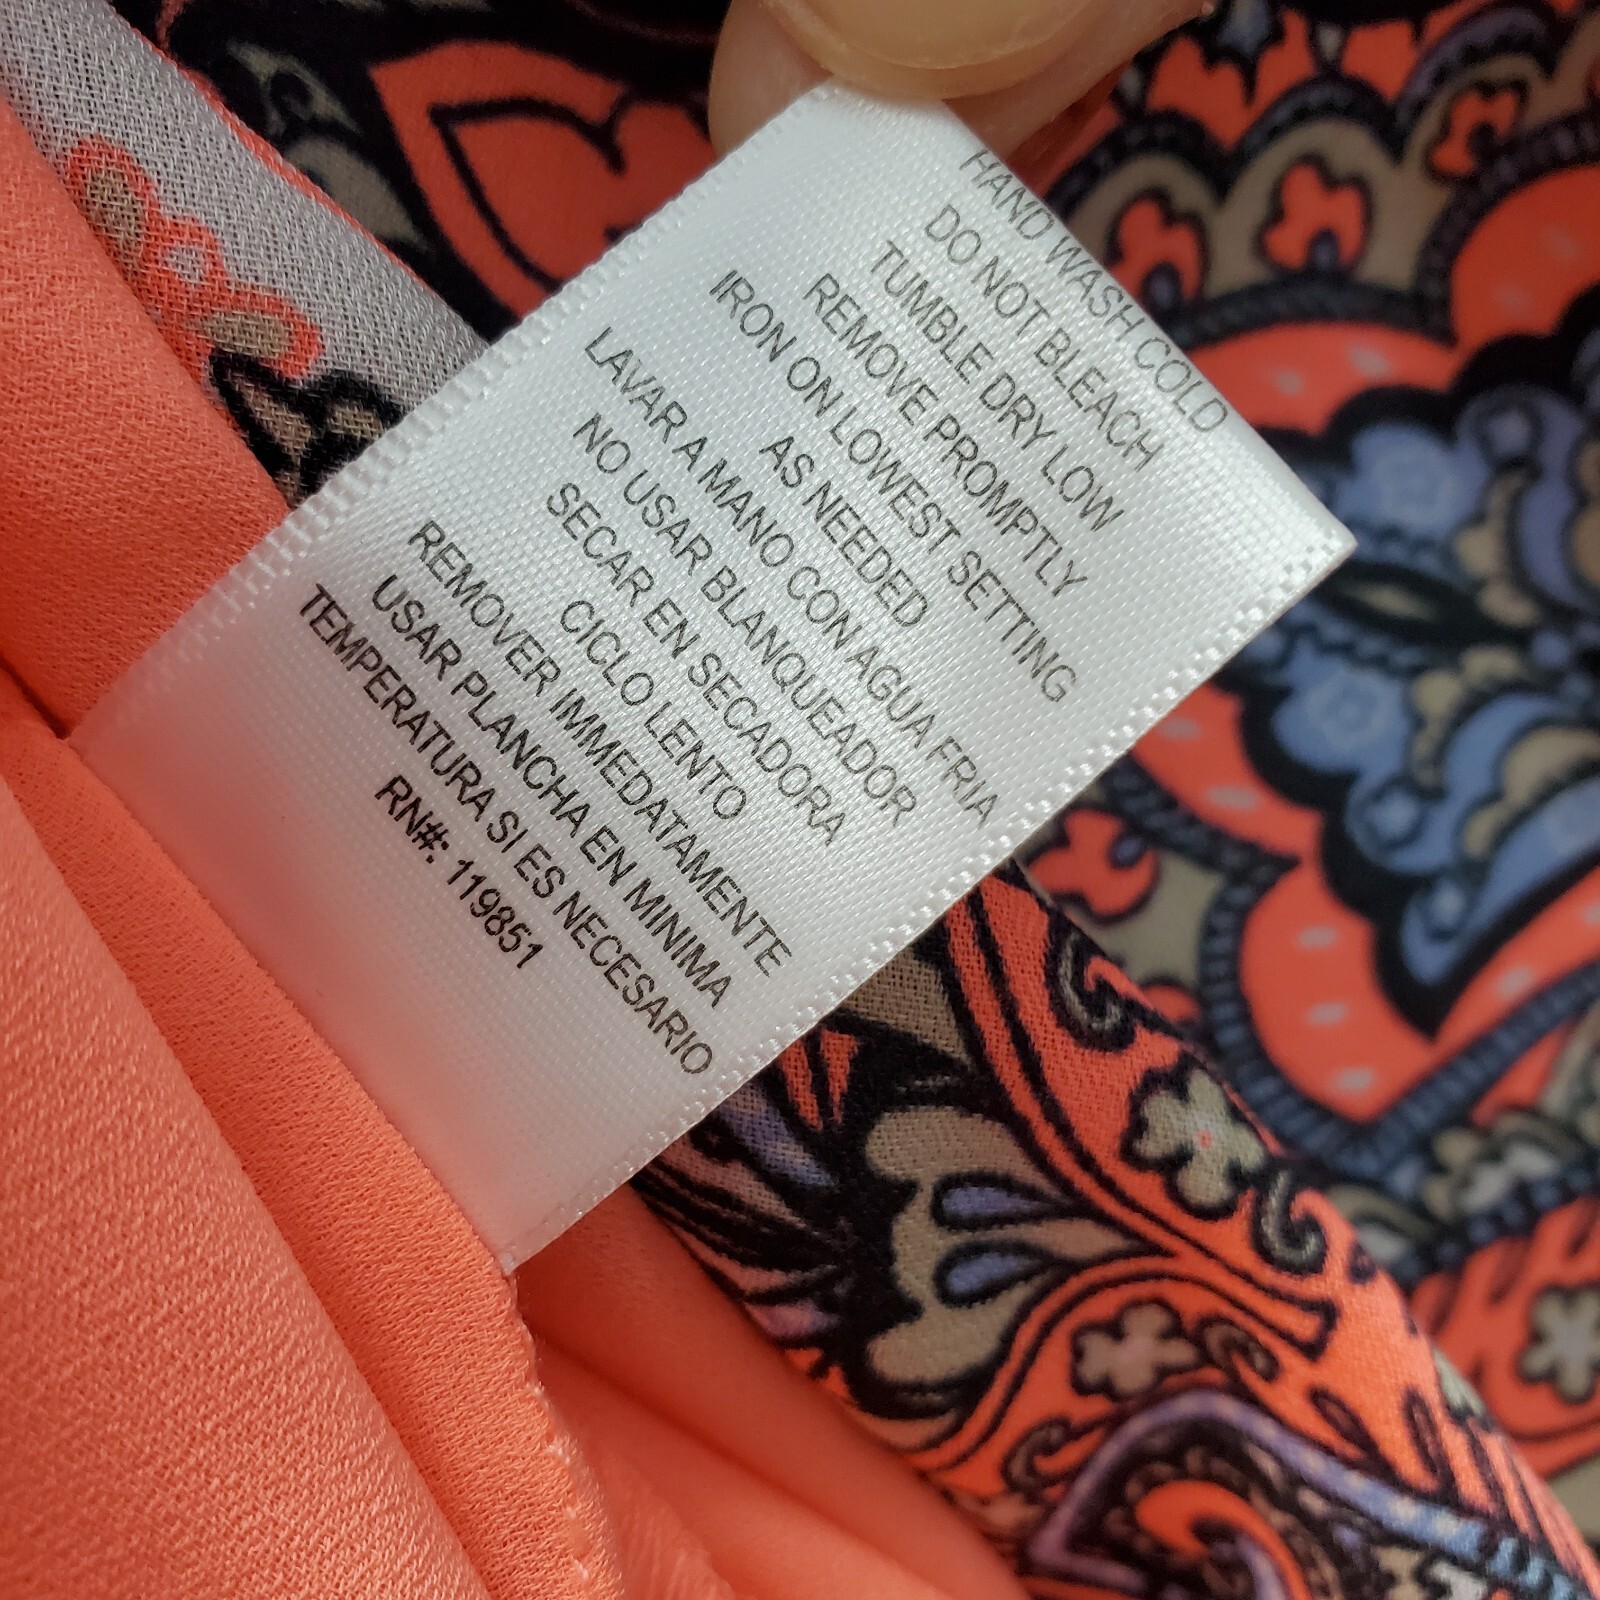 HAND WASH COLD
DO NOT BLEACH
TUMBLE DRY LOW
REMOVE PROMPTLY
IRON ON LOWEST SETTING
AS NEEDED
LAVAR A MANO CON AGUA FRIA
NO USAR BLANQUEADOR
SECAR EN SECADORA
CICLO LENTO
REMOVER IMMEDATAMENTE
USAR PLANCHA EN MINIMA
TEMPERATURA SI ES NECESARIO
RN#: 119851